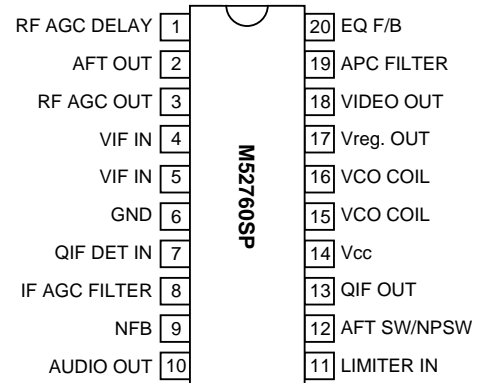 RF AGC DELAY 1 20 EQ F/B
AFT OUT 2 19 APC FILTER
RF AGC OUT 3 18 VIDEO OUT
VIF IN 4 17 Vreg. OUT
VIF IN 5 16 VCO COIL
GND 6 15 VCO COIL
QIF DET IN 7 14 Vcc
IF AGC FILTER 8 13 QIF OUT
NFB 9 12 AFT SW/NPSW
AUDIO OUT 10 11 LIMITER IN
M52760SP